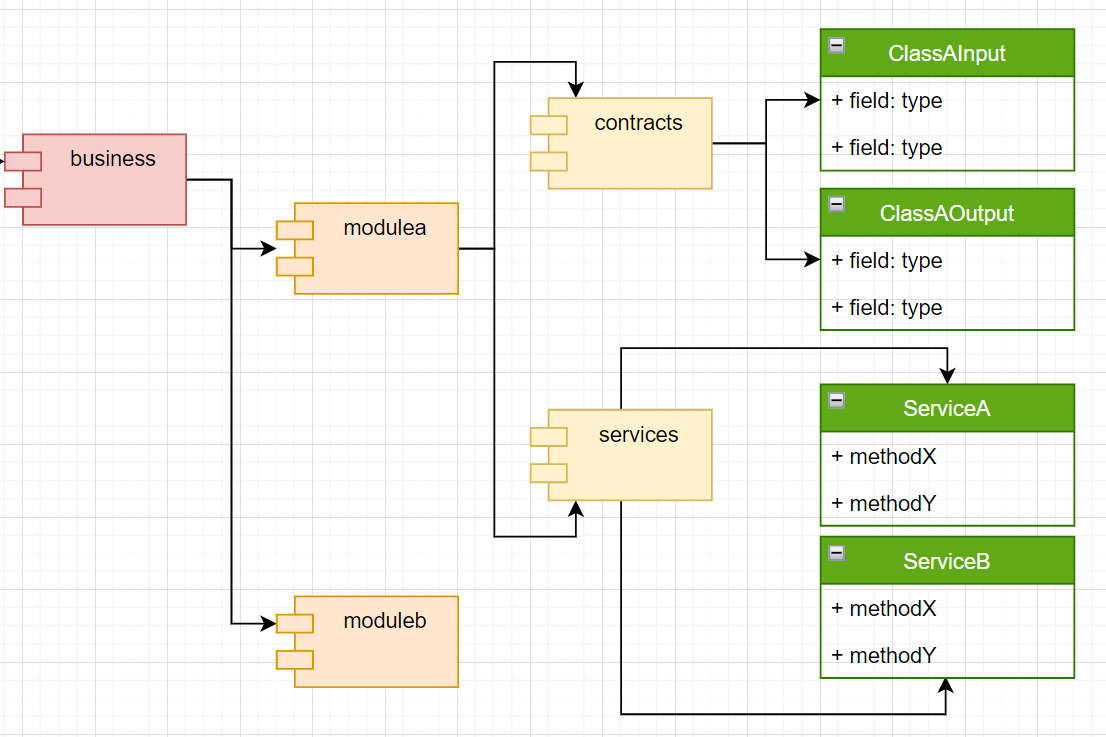 business
modulea
moduleb
contracts
services
ClassAInput
+ field: type
+ field: type
ClassAOutput
+ field: type
+ field: type
ServiceA
+ methodX
+ methodY
ServiceB
+ methodX
+ methodY